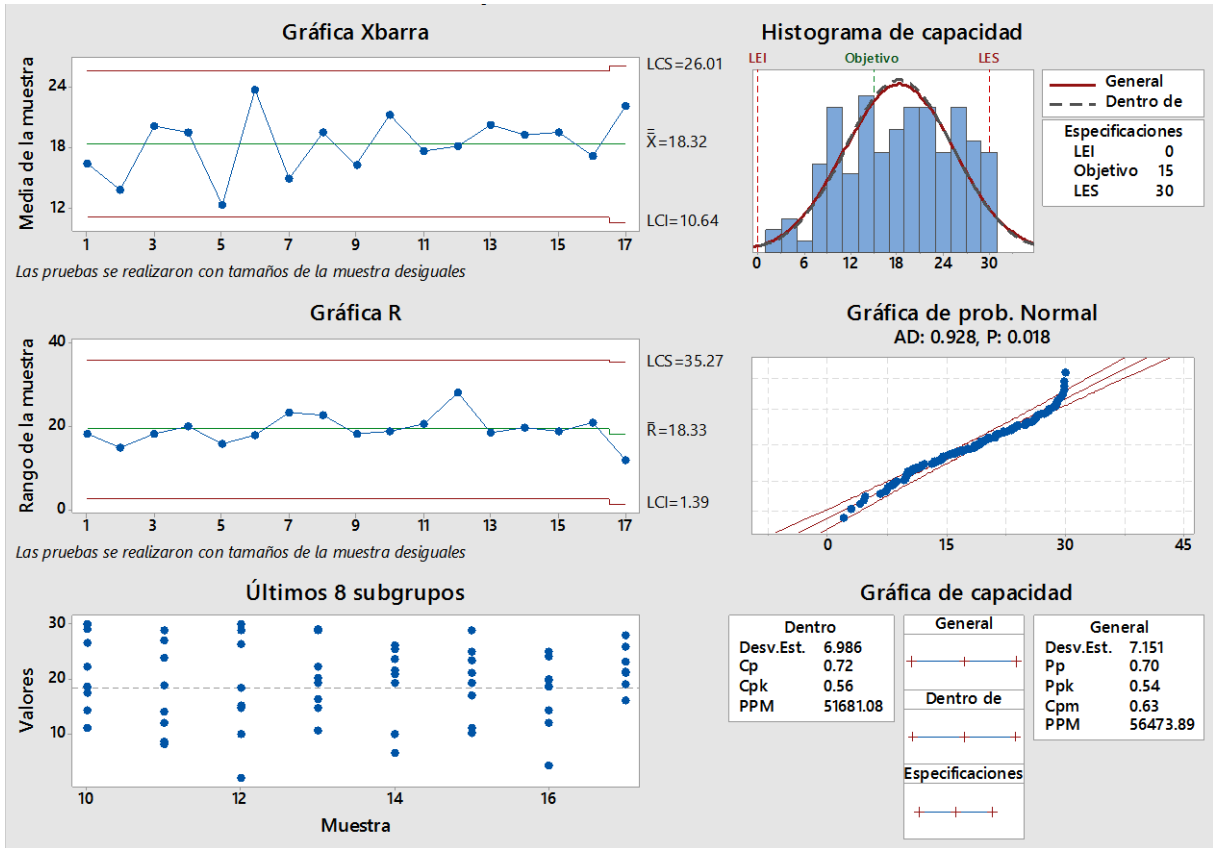 Gráfica Xbarra
Media de la muestra
24
18
12
1 3 5 7 9 11 13 15 17
LCS=26.01
X=18.32
LCI=10.64
Las pruebas se realizaron con tamaños de la muestra desiguales
Histograma de capacidad
LEI Objetivo LES
0 6 12 18 24 30
General
Dentro de
Especificaciones
LEI 0
Objetivo 15
LES 30
Gráfica R
Rango de la muestra
40
20
0
1 3 5 7 9 11 13 15 17
LCS=35.27
R=18.33
LCI=1.39
Las pruebas se realizaron con tamaños de la muestra desiguales
Gráfica de prob. Normal
AD: 0.928, P: 0.018
0 15 30 45
Últimos 8 subgrupos
Valores
30
20
10
10 12 14 16
Muestra
Gráfica de capacidad
Dentro
Desv.Est. 6.986
Cp 0.72
Cpk 0.56
PPM 51681.08
General
Dentro de
Especificaciones
General
Desv.Est. 7.151
Pp 0.70
Ppk 0.54
Cpm 0.63
PPM 56473.89